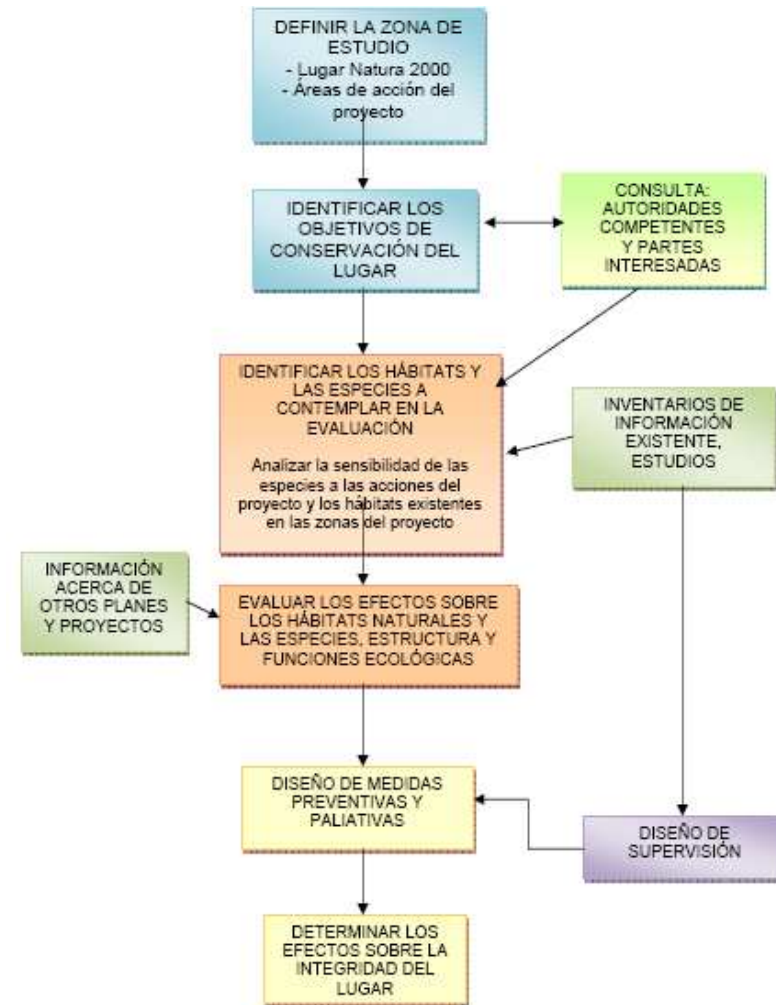 DEFINIR LA ZONA DE
ESTUDIO
- Lugar Natura 2000
- Áreas de acción del
proyecto
IDENTIFICAR LOS
OBJETIVOS DE
CONSERVACIÓN DEL
LUGAR
CONSULTA:
AUTORIDADES
COMPETENTES
Y PARTES
INTERESADAS
IDENTIFICAR LOS HÁBITATS Y
LAS ESPECIES A
CONTEMPLAR EN LA
EVALUACIÓN
Analizar la sensibilidad de las
especies a las acciones del
proyecto y los hábitats existentes
en las zonas del proyecto
INVENTARIOS DE
INFORMACIÓN
EXISTENTE,
ESTUDIOS
INFORMACIÓN
ACERCA DE
OTROS PLANES
Y PROYECTOS
EVALUAR LOS EFECTOS SOBRE
LOS HÁBITATS NATURALES Y
LAS ESPECIES, ESTRUCTURA Y
FUNCIONES ECOLÓGICAS
DISEÑO DE MEDIDAS
PREVENTIVAS Y
PALIATIVAS
DISEÑO DE
SUPERVISIÓN
DETERMINAR LOS
EFECTOS SOBRE LA
INTEGRIDAD DEL
LUGAR